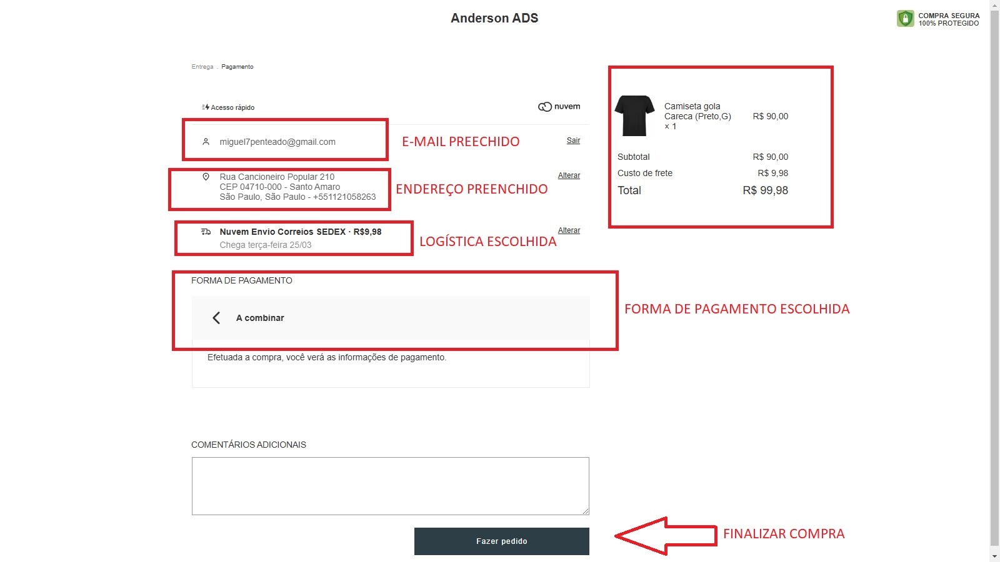 Anderson ADS
COMPRA SEGURA
100% PROTEGIDO
Entrega . Pagamento
Acesso rápido
nuvem
miguel7penteado@gmail.com
E-MAIL PREECHIDO
Sair
Rua Cancioneiro Popular 210
CEP 04710-000 - Santo Amaro
São Paulo, São Paulo - +551121058263
ENDEREÇO PREENCHIDO
Alterar
Nuvem Envio Correios SEDEX · R$9,98
Chega terça-feira 25/03
LOGÍSTICA ESCOLHIDA
Alterar
FORMA DE PAGAMENTO
A combinar
FORMA DE PAGAMENTO ESCOLHIDA
Efetuada a compra, você verá as informações de pagamento.
COMENTÁRIOS ADICIONAIS
Fazer pedido
FINALIZAR COMPRA
Camiseta gola
Careca (Preto,G)
× 1
R$ 90,00
Subtotal R$ 90,00
Custo de frete R$ 9,98
Total R$ 99,98